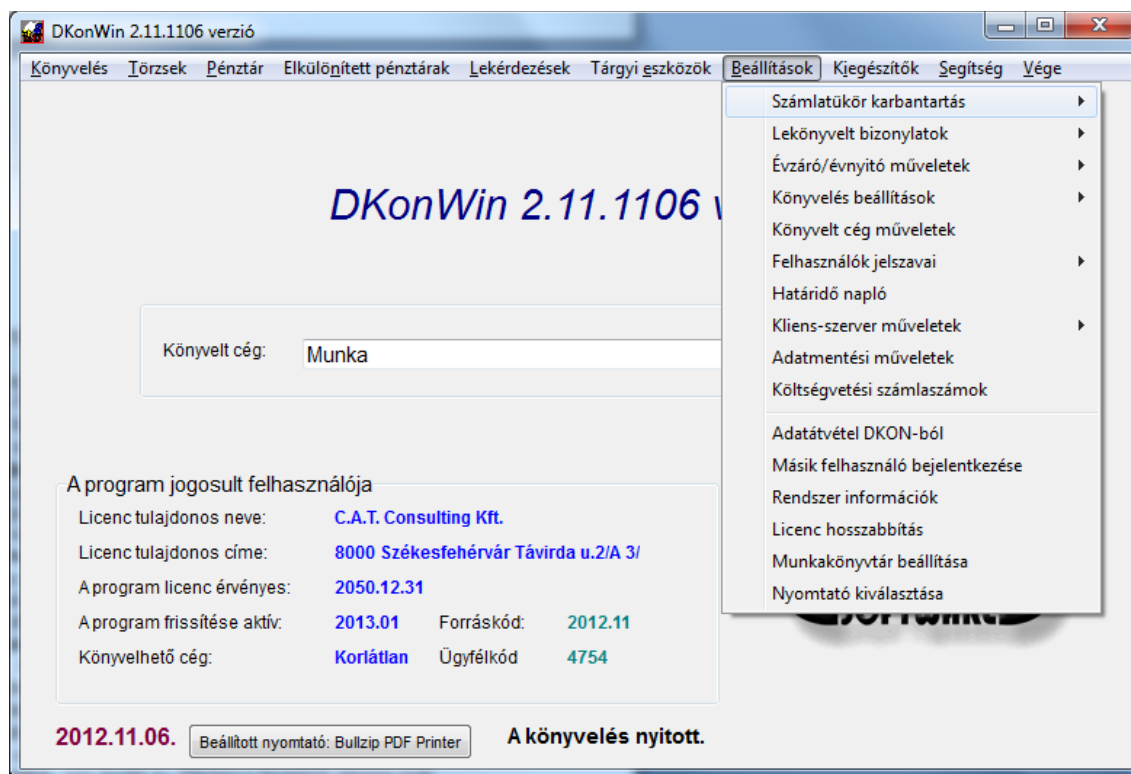 DKonWin 2.11.1106 verzió
Könyvelés Törzsek Pénztár Elkülönített pénztárak Lekérdezések Tárgyi eszközök Beállítások Kiegészítők Segítség Vége
Számlatükör karbantartás
Lekönyvelt bizonylatok
Évzáró/évnyitó műveletek
Könyvelés beállítások
Könyvelt cég műveletek
Felhasználók jelszavai
Határidő napló
Kliens-szerver műveletek
Adatmentési műveletek
Költségvetési számlaszámok
Adatátvétel DKON-ból
Másik felhasználó bejelentkezése
Rendszer információk
Licenc hosszabbítás
Munkakönyvtár beállítása
Nyomtató kiválasztása
DKonWin 2.11.1106 v
Könyvelt cég: Munka
A program jogosult felhasználója
Licenc tulajdonos neve: C.A.T. Consulting Kft.
Licenc tulajdonos címe: 8000 Székesfehérvár Távirda u.2/A 3/
A program licenc érvényes: 2050.12.31
A program frissítése aktív: 2013.01 Forráskód: 2012.11
Könyvelhető cég: Korlátlan Ügyfélkód 4754
2012.11.06. Beállított nyomtató: Bullzip PDF Printer A könyvelés nyitott.